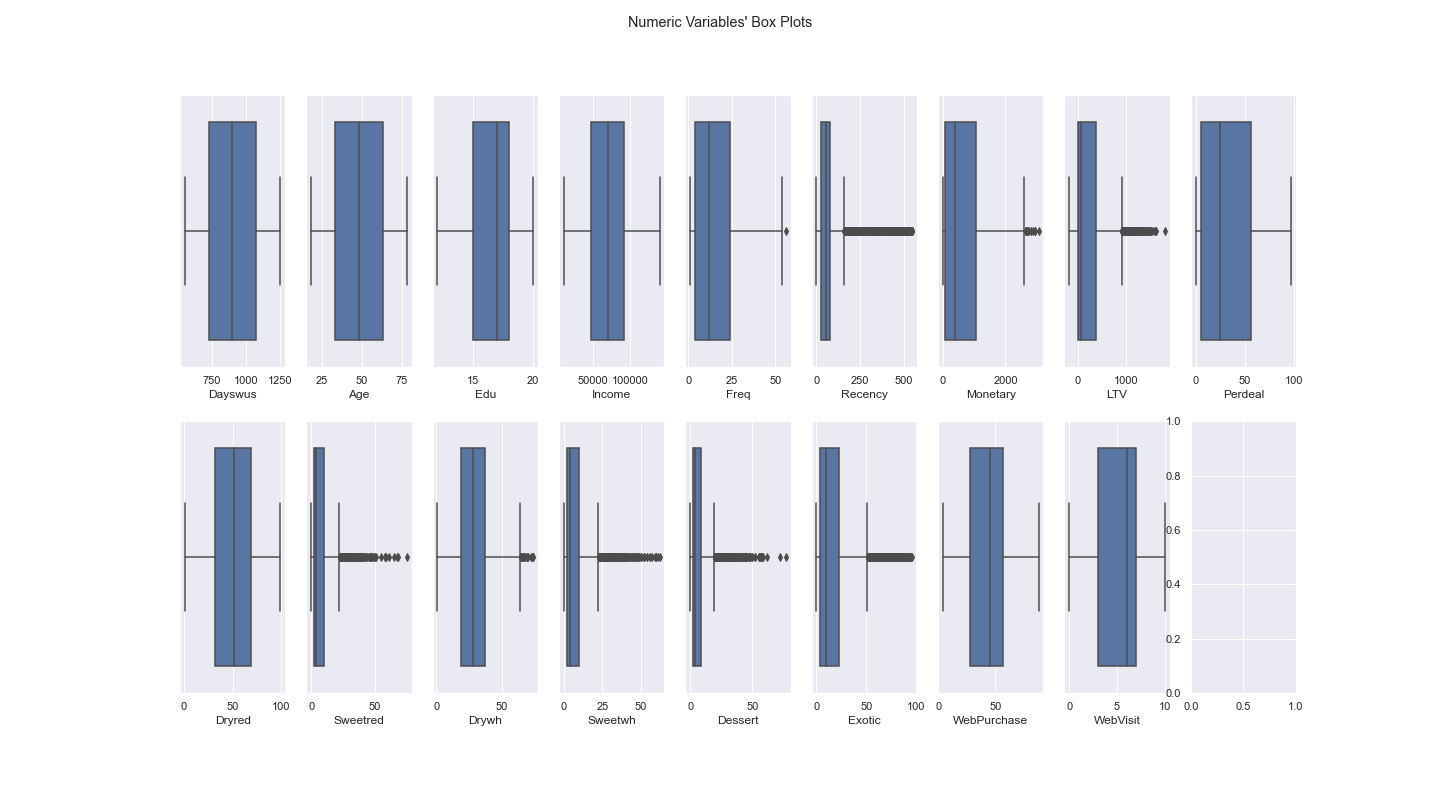 Numeric Variables' Box Plots
750 1000 1250
Dayswus
25 50 75
Age
15 20
Edu
50000 100000
Income
0 25 50
Freq
0 250 500
Recency
0 2000
Monetary
0 1000
LTV
0 50 100
Perdeal
0 50 100
Dryred
0 50
Sweetred
0 50
Drywh
0 25 50
Sweetwh
0 50
Dessert
0 50 100
Exotic
0 50
WebPurchase
0 5 10
WebVisit
1.0
0.8
0.6
0.4
0.2
0.0
0.0 0.5 1.0